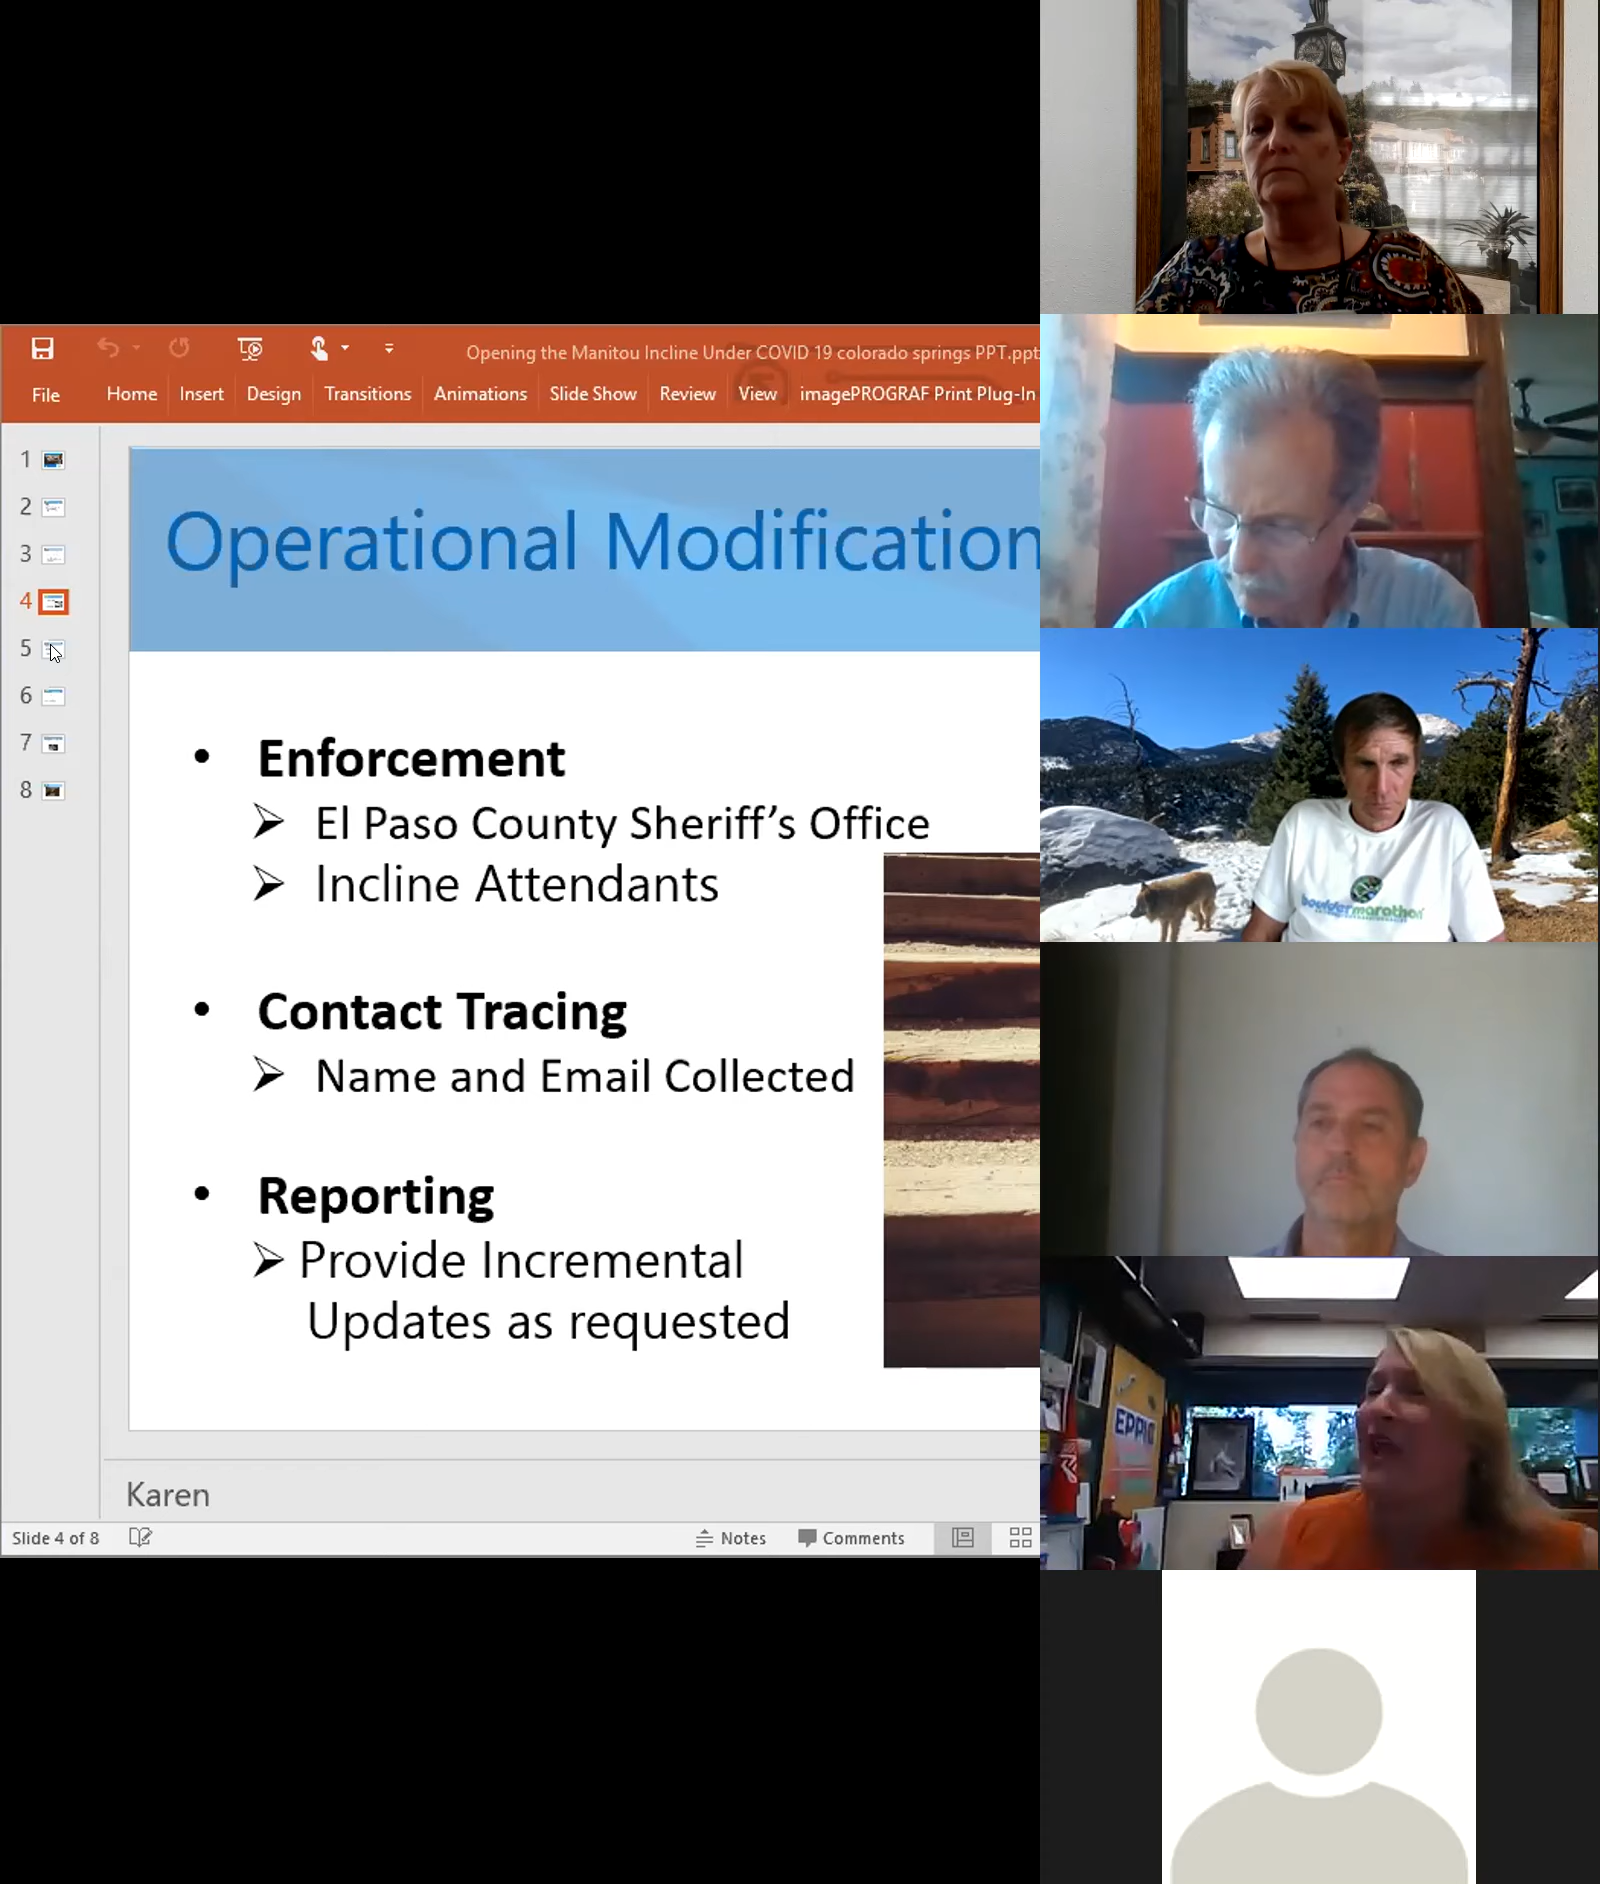 Opening the Manitou Incline Under COVID 19 colorado springs PPT.ppt
File Home Insert Design Transitions Animations Slide Show Review View imagePROGRAF Print Plug-In
1
2
3
4
5
6
7
8
Operational Modification
• Enforcement
➢ El Paso County Sheriff's Office
➢ Incline Attendants
• Contact Tracing
➢ Name and Email Collected
• Reporting
➢ Provide Incremental
Updates as requested
Karen
Slide 4 of 8 Notes Comments
bouldermarathon